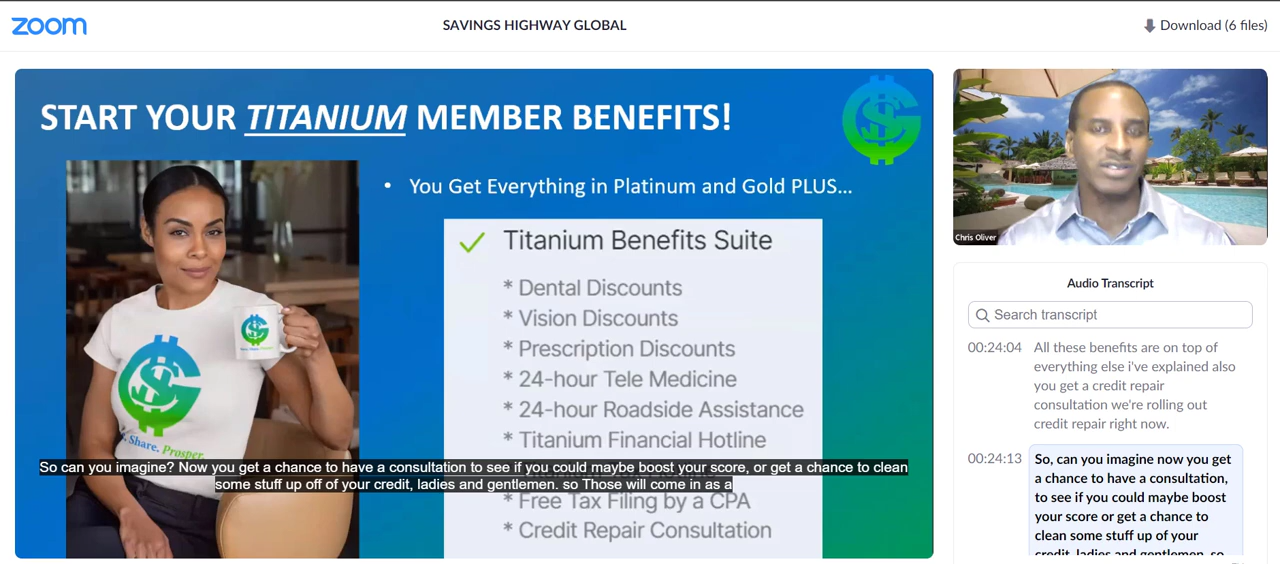 zoom
SAVINGS HIGHWAY GLOBAL
Download (6 files)
START YOUR TITANIUM MEMBER BENEFITS!
• You Get Everything in Platinum and Gold PLUS...
Titanium Benefits Suite
* Dental Discounts
* Vision Discounts
* Prescription Discounts
* 24-hour Tele Medicine
* 24-hour Roadside Assistance
* Titanium Financial Hotline
* Free Tax Filing by a CPA
* Credit Repair Consultation
Share. Prosper.
So can you imagine? Now you get a chance to have a consultation to see if you could maybe boost your score, or get a chance to clean
some stuff up off of your credit, ladies and gentlemen. so Those will come in as a
Chris Oliver
Audio Transcript
Search transcript
00:24:04
All these benefits are on top of
everything else i've explained also
you get a credit repair
consultation we're rolling out
credit repair right now.
00:24:13
So, can you imagine now you get
a chance to have a consultation,
to see if you could maybe boost
your score or get a chance to
clean some stuff up off of your
credit, ladies and gentlemen, so